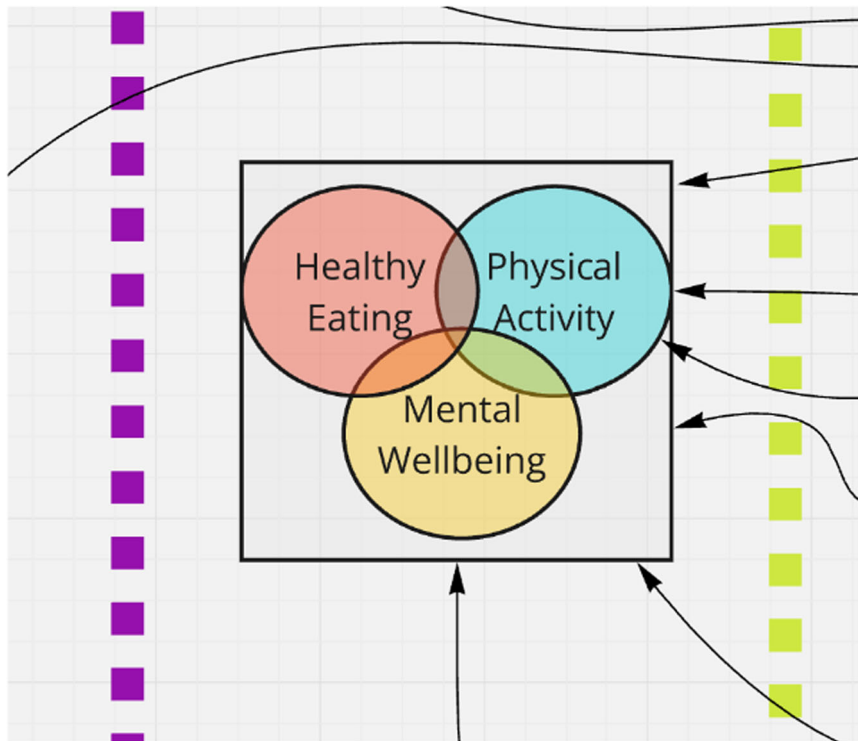 Healthy
Eating
Physical
Activity
Mental
Wellbeing